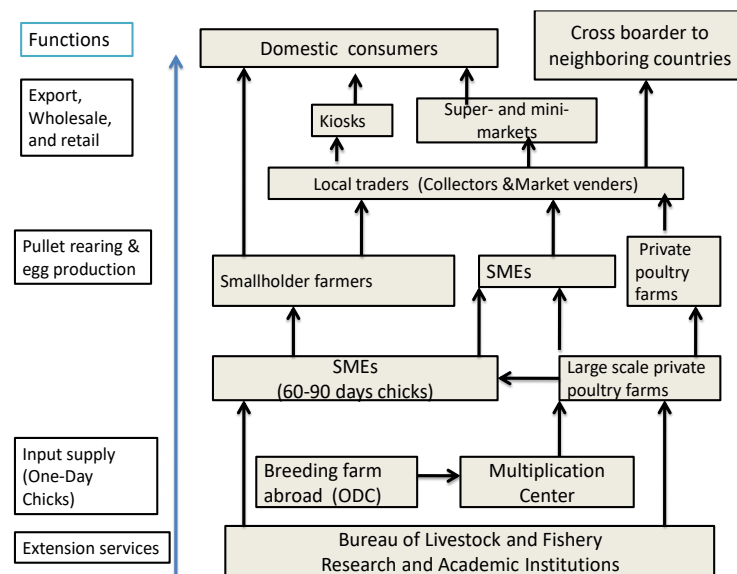 Functions
Domestic consumers
Cross boarder to
neighboring countries
Export,
Wholesale,
and retail
Kiosks
Super- and mini-
markets
Local traders (Collectors &Market venders)
Pullet rearing &
egg production
Smallholder farmers
SMEs
Private
poultry
farms
SMEs
(60-90 days chicks)
Large scale private
poultry farms
Input supply
(One-Day
Chicks)
Breeding farm
abroad (ODC)
Multiplication
Center
Extension services
Bureau of Livestock and Fishery
Research and Academic Institutions